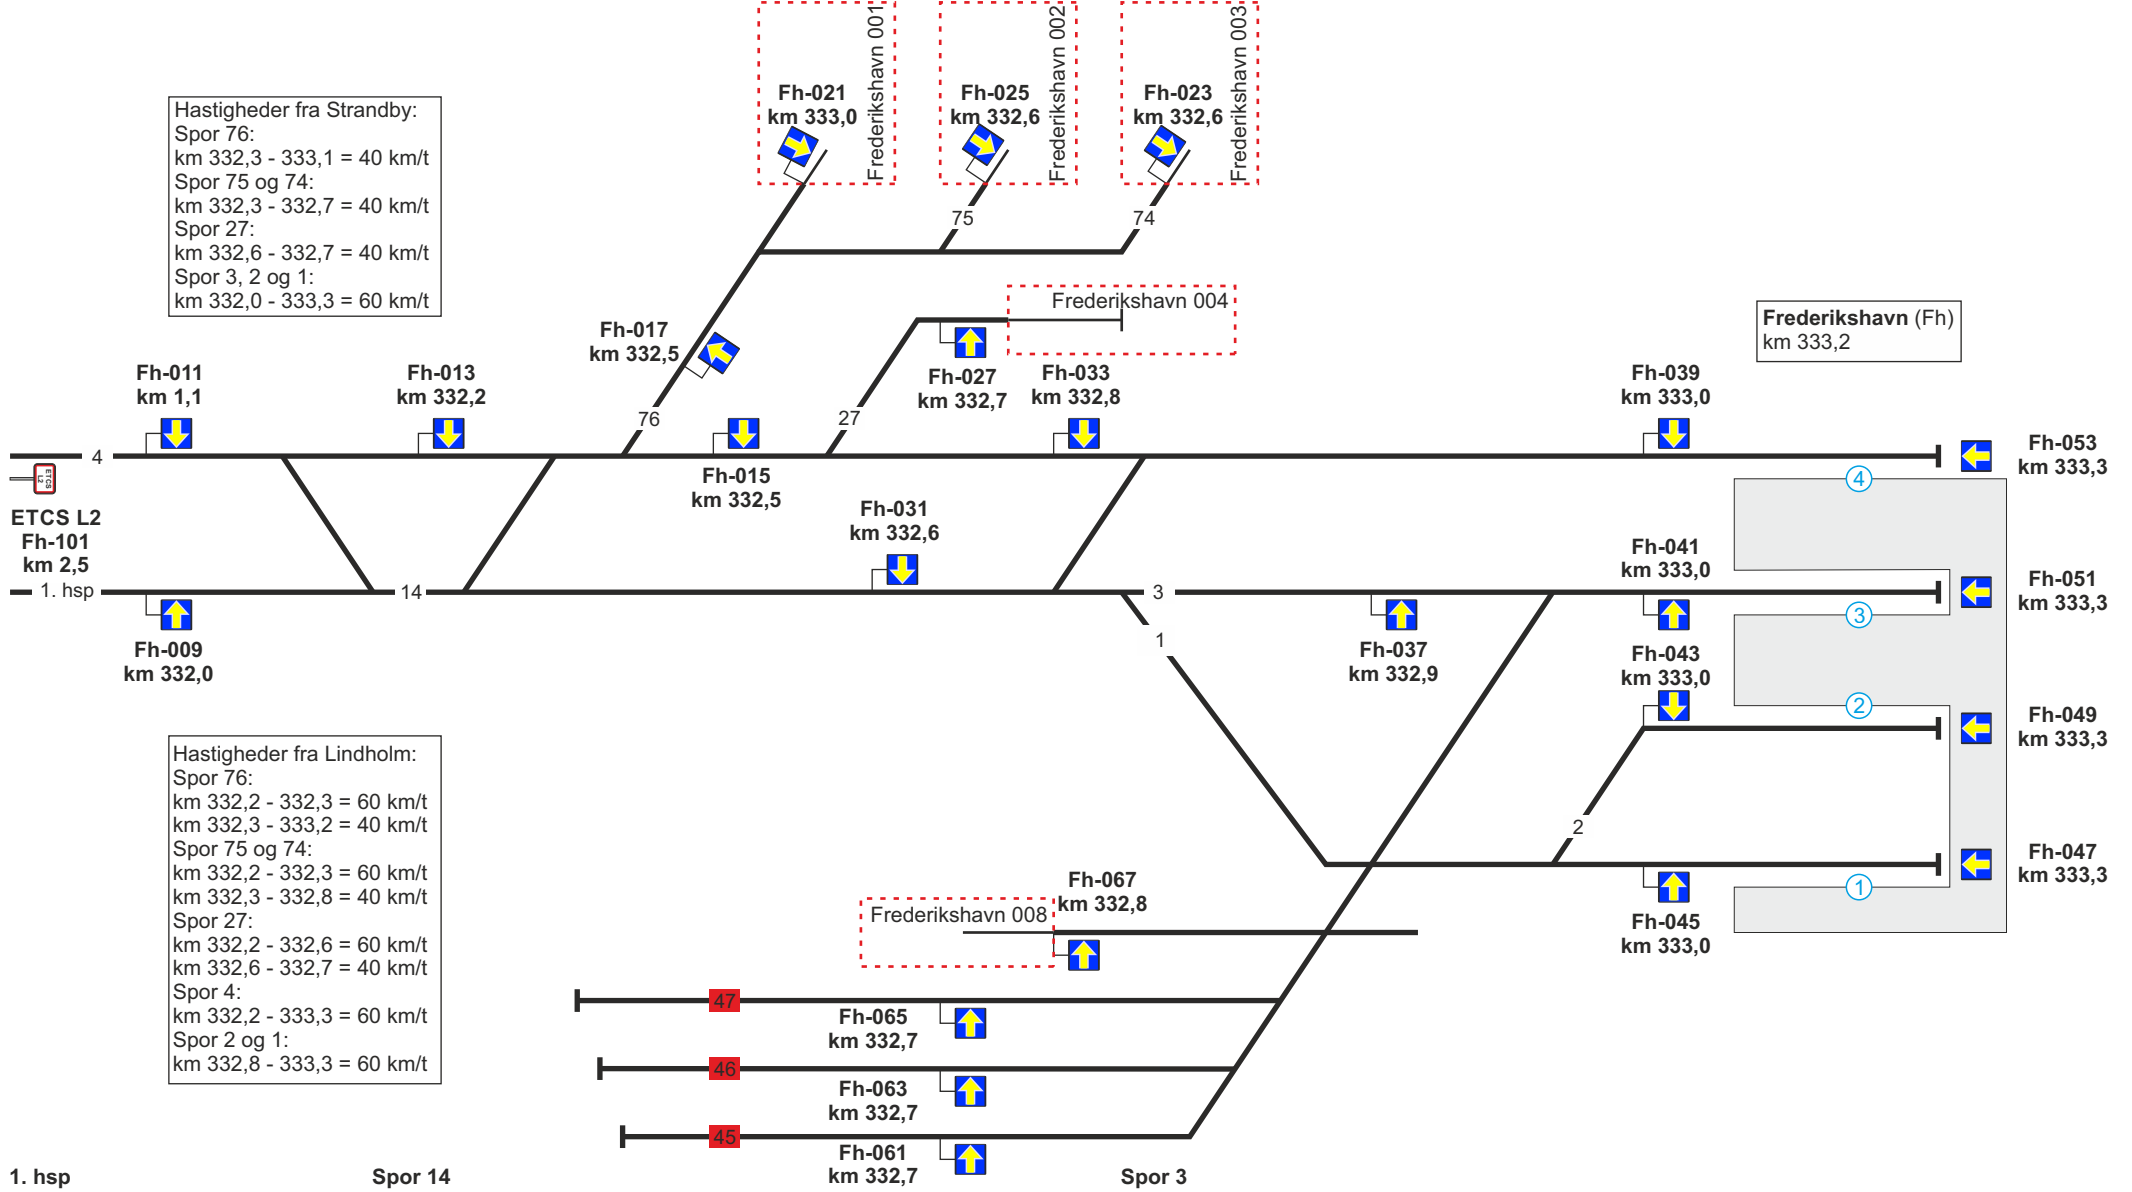 Frederikshavn 001
Frederikshavn 002
Frederikshavn 003
Fh-021
km 333,0
Fh-025
km 332,6
Fh-023
km 332,6
Hastigheder fra Strandby:
Spor 76:
km 332,3 - 333,1 = 40 km/t
Spor 75 og 74:
km 332,3 - 332,7 = 40 km/t
Spor 27:
km 332,6 - 332,7 = 40 km/t
Spor 3, 2 og 1:
km 332,0 - 333,3 = 60 km/t
75
74
Frederikshavn 004
Frederikshavn (Fh)
km 333,2
Fh-017
km 332,5
Fh-011
km 1,1
Fh-013
km 332,2
Fh-027
km 332,7
Fh-033
km 332,8
Fh-039
km 333,0
76
27
4
Fh-053
km 333,3
ETCS
L2
Fh-015
km 332,5
4
ETCS L2
Fh-101
km 2,5
Fh-031
km 332,6
Fh-041
km 333,0
1. hsp
14
3
Fh-051
km 333,3
3
1
Fh-009
km 332,0
Fh-037
km 332,9
Fh-043
km 333,0
2
Fh-049
km 333,3
Hastigheder fra Lindholm:
Spor 76:
km 332,2 - 332,3 = 60 km/t
km 332,3 - 333,2 = 40 km/t
Spor 75 og 74:
km 332,2 - 332,3 = 60 km/t
km 332,3 - 332,8 = 40 km/t
Spor 27:
km 332,2 - 332,6 = 60 km/t
km 332,6 - 332,7 = 40 km/t
Spor 4:
km 332,2 - 333,3 = 60 km/t
Spor 2 og 1:
km 332,8 - 333,3 = 60 km/t
2
Fh-047
km 333,3
1
Fh-067
km 332,8
Frederikshavn 008
Fh-045
km 333,0
47
Fh-065
km 332,7
46
Fh-063
km 332,7
45
Fh-061
km 332,7
1. hsp
Spor 14
Spor 3